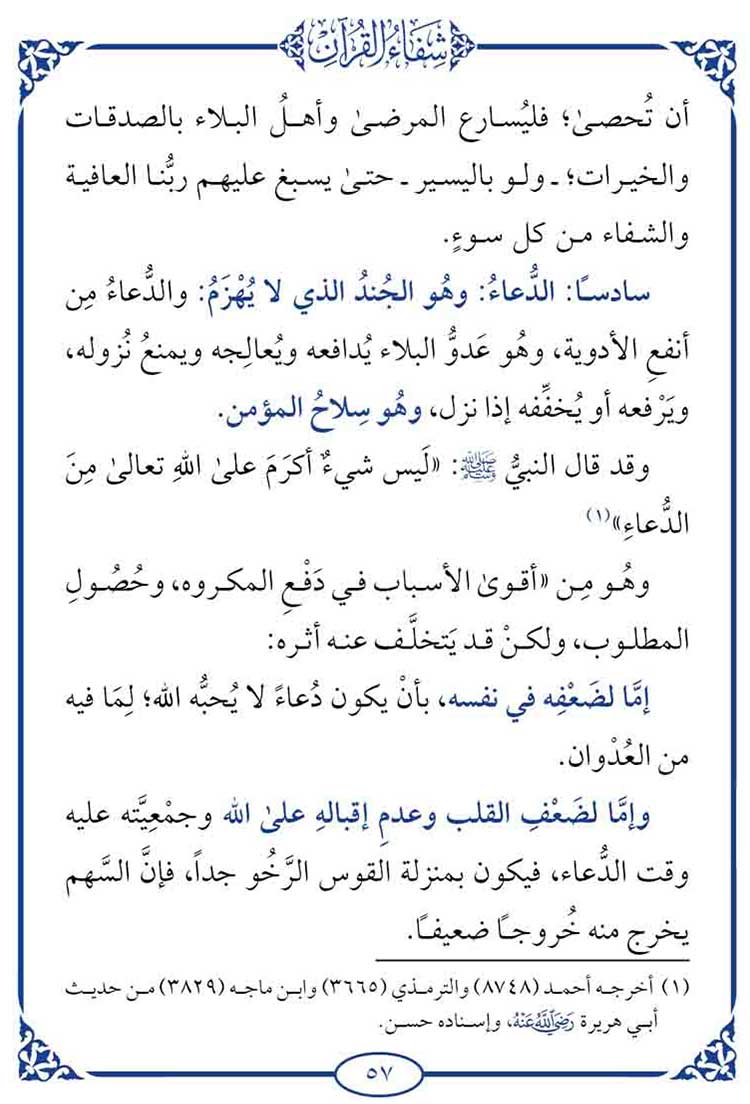 شِفَاءُ القُرْآن
أن تُحصىٰ؛ فليُسارع المرضىٰ وأهلُ البلاء بالصدقات
والخيرات؛ ـ ولو باليسير ـ حتىٰ يسبغ عليهم ربُّنا العافية
والشفاء من كل سوءٍ.
سادسًا: الدُّعاءُ: وهُو الجُندُ الذي لا يُهْزَمُ: والدُّعاءُ مِن
أنفعِ الأدوية، وهُو عَدوُّ البلاء يُدافعه ويُعالِجه ويمنعُ نُزوله،
ويَرْفعه أو يُخفِّفه إذا نزل، وهُو سِلاحُ المؤمن.
وقد قال النبيُّ ﷺ: «لَيس شيءٌ أكرَمَ علىٰ اللهِ تعالىٰ مِنَ
الدُّعاءِ»(١)
وهُو مِن «أقوىٰ الأسباب في دَفْعِ المكروه، وحُصُولِ
المطلوب، ولكنْ قد يَتخلَّف عنه أثره:
إمَّا لضَعْفِه في نفسه، بأنْ يكون دُعاءً لا يُحبُّه الله؛ لِمَا فيه
من العُدْوان.
وإمَّا لضَعْفِ القلب وعدمِ إقبالهِ علىٰ الله وجمْعِيَّته عليه
وقت الدُّعاء، فيكون بمنزلة القوس الرَّخُو جداً، فإنَّ السَّهم
يخرج منه خُروجًا ضعيفًا.
(١) أخرجه أحمد (٨٧٤٨) والترمذي (٣٦٦٥) وابن ماجه (٣٨٢٩) من حديث
أبي هريرة رَضِيَ اللَّهُ عَنْهُ، وإسناده حسن.
٥٧